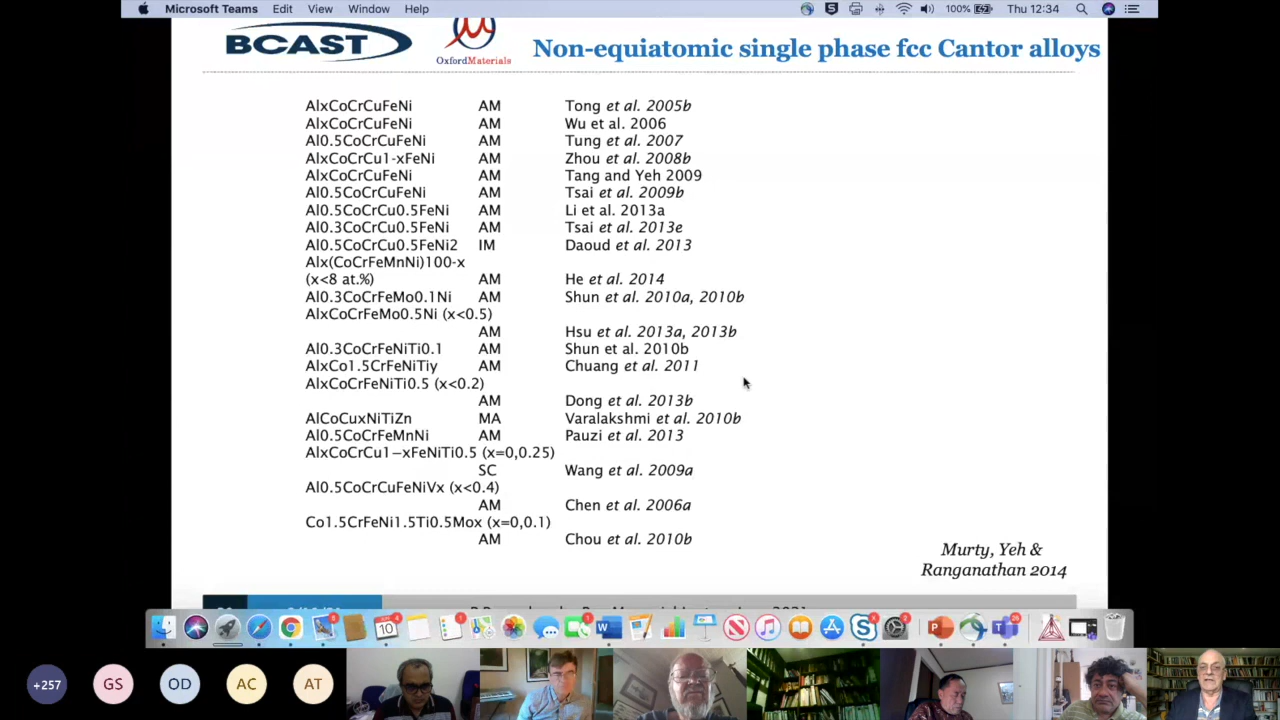 Microsoft Teams Edit View Window Help 100% Thu 12:34
BCAST
OxfordMaterials
Non-equiatomic single phase fcc Cantor alloys
AlxCoCrCuFeNi AM Tong et al. 2005b
AlxCoCrCuFeNi AM Wu et al. 2006
Al0.5CoCrCuFeNi AM Tung et al. 2007
AlxCoCrCu1-xFeNi AM Zhou et al. 2008b
AlxCoCrCuFeNi AM Tang and Yeh 2009
Al0.5CoCrCuFeNi AM Tsai et al. 2009b
Al0.5CoCrCu0.5FeNi AM Li et al. 2013a
Al0.3CoCrCu0.5FeNi AM Tsai et al. 2013e
Al0.5CoCrCu0.5FeNi2 IM Daoud et al. 2013
Alx(CoCrFeMnNi)100-x
(x<8 at.%) AM He et al. 2014
Al0.3CoCrFeMo0.1Ni AM Shun et al. 2010a, 2010b
AlxCoCrFeMo0.5Ni (x<0.5)
AM Hsu et al. 2013a, 2013b
Al0.3CoCrFeNiTi0.1 AM Shun et al. 2010b
AlxCo1.5CrFeNiTiy AM Chuang et al. 2011
AlxCoCrFeNiTi0.5 (x<0.2)
AM Dong et al. 2013b
AlCoCuxNiTiZn MA Varalakshmi et al. 2010b
Al0.5CoCrFeMnNi AM Pauzi et al. 2013
AlxCoCrCu1−xFeNiTi0.5 (x=0,0.25)
SC Wang et al. 2009a
Al0.5CoCrCuFeNiVx (x<0.4)
AM Chen et al. 2006a
Co1.5CrFeNi1.5Ti0.5Mox (x=0,0.1)
AM Chou et al. 2010b
Murty, Yeh &
Ranganathan 2014
+257 GS OD AC AT